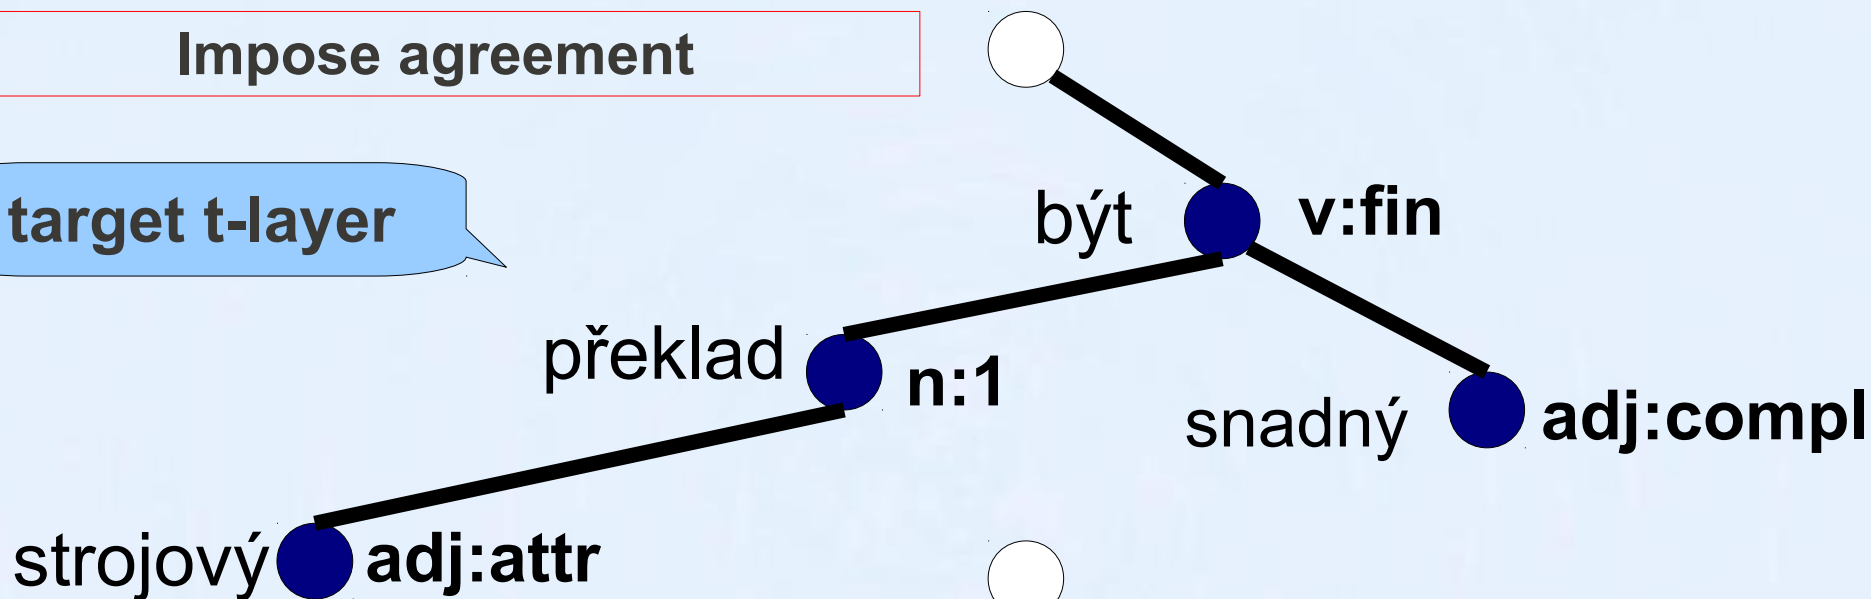 Impose agreement
target t-layer
být v:fin
překlad n:1
snadný adj:compl
strojový adj:attr